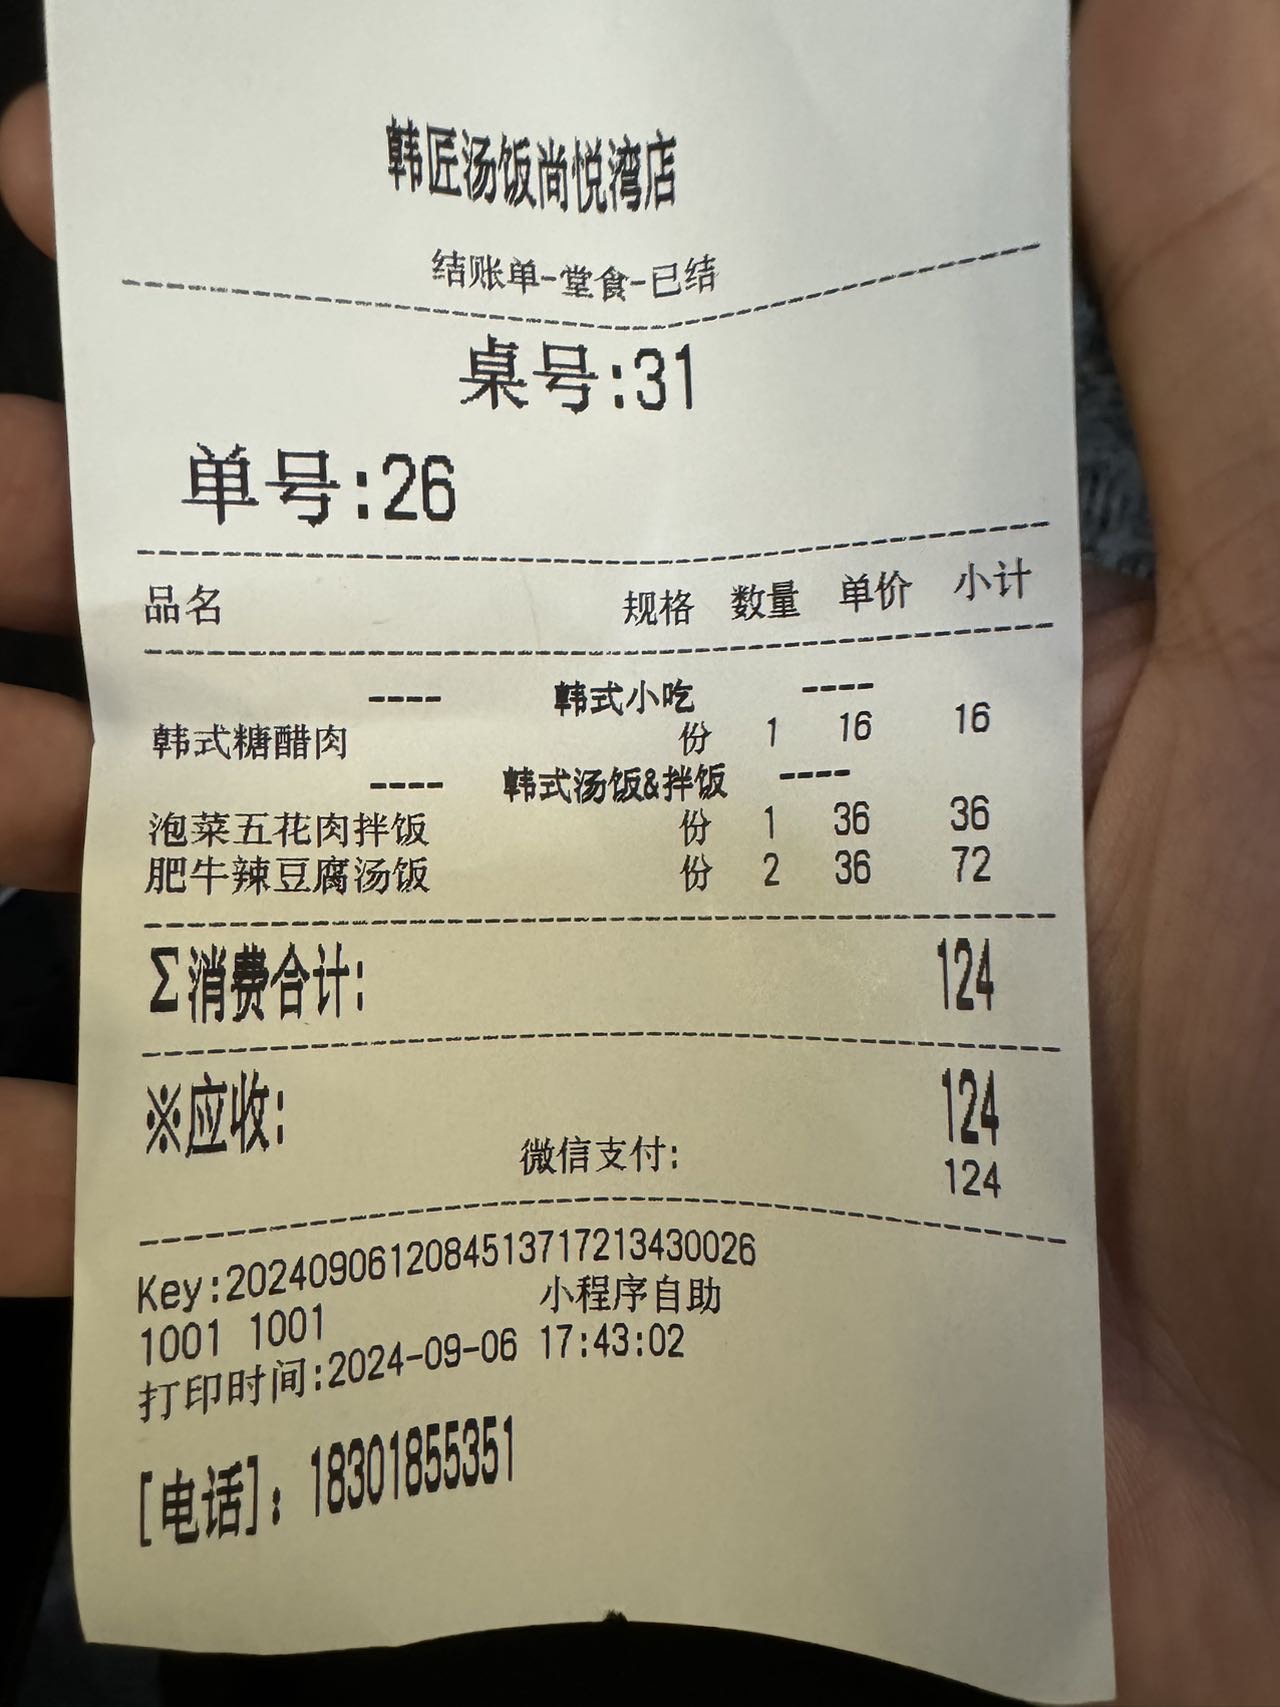 韩匠汤饭尚悦湾店
结账单-堂食-已结
桌号:31
单号:26
品名 规格 数量 单价 小计
---- 韩式小吃 ----
韩式糖醋肉 份 1 16 16
---- 韩式汤饭&拌饭 ----
泡菜五花肉拌饭 份 1 36 36
肥牛辣豆腐汤饭 份 2 36 72
Σ消费合计: 124
※应收: 124
微信支付: 124
Key:20240906120845137172134300​26
1001 1001 小程序自助
打印时间:2024-09-06 17:43:02
[电话]: 18301855351